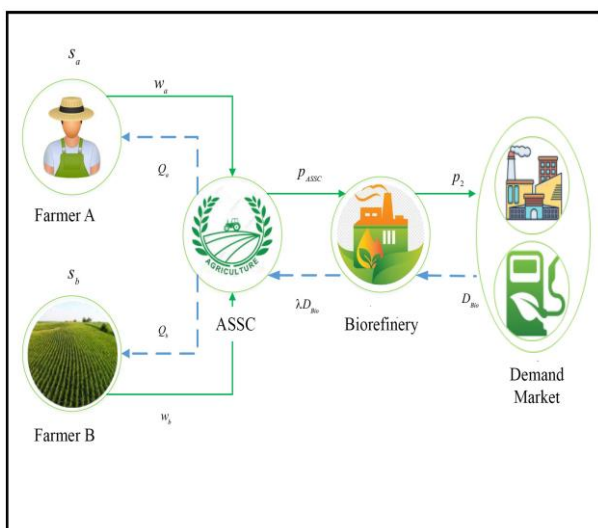 s_a
w_a
Q_a
Farmer A
p_ASSC
p_2
AGRICULTURE
s_b
λD_Bio
D_Bio
Q_b
ASSC
Biorefinery
Demand
Market
w_b
Farmer B